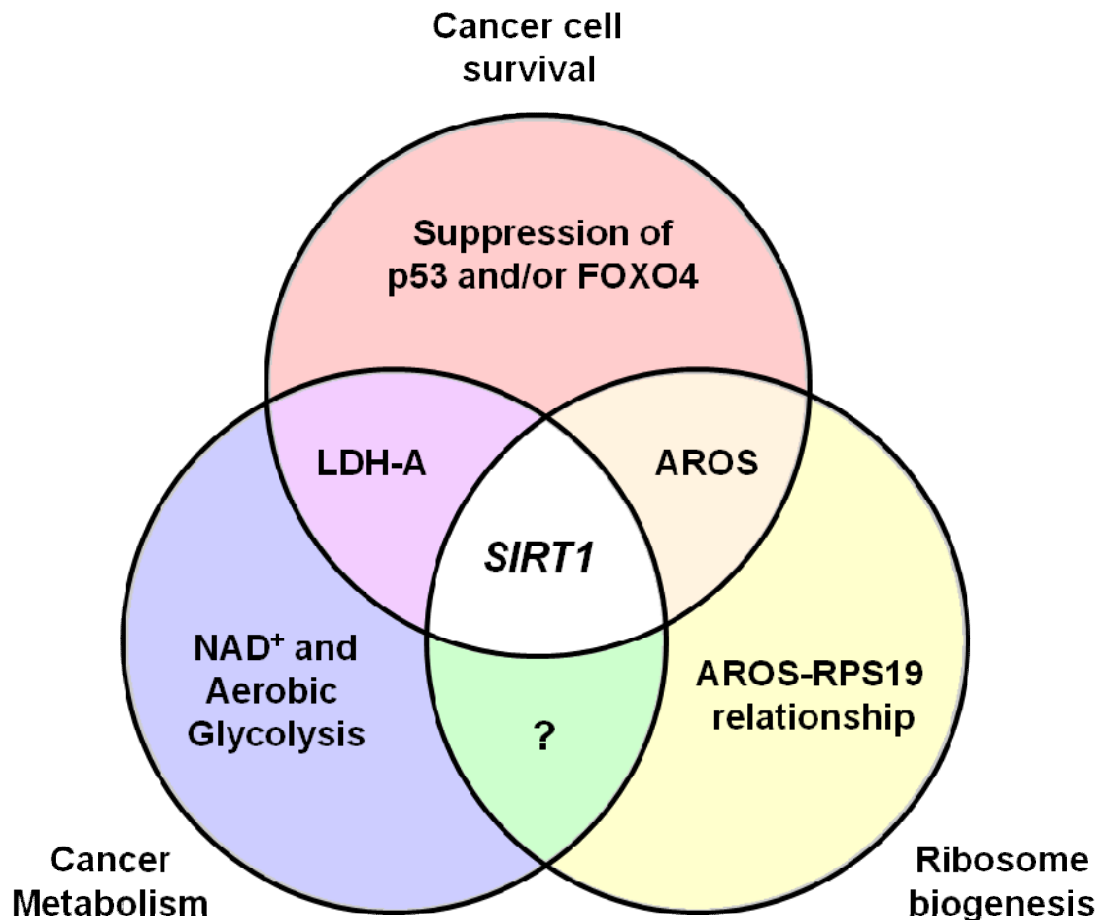 Cancer cell
survival
Suppression of
p53 and/or FOXO4
LDH-A
AROS
SIRT1
NAD⁺ and
Aerobic
Glycolysis
AROS-RPS19
relationship
?
Cancer
Metabolism
Ribosome
biogenesis